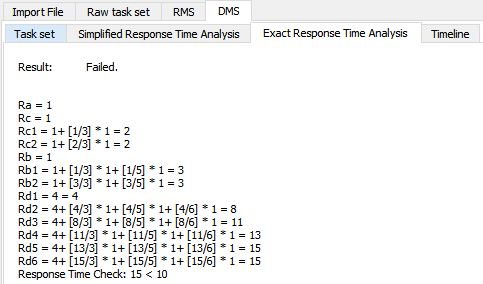 Import File Raw task set RMS DMS
Task set Simplified Response Time Analysis Exact Response Time Analysis Timeline
Result: Failed.
Ra = 1
Rc = 1
Rc1 = 1+ [1/3] * 1 = 2
Rc2 = 1+ [2/3] * 1 = 2
Rb = 1
Rb1 = 1+ [1/3] * 1+ [1/5] * 1 = 3
Rb2 = 1+ [3/3] * 1+ [3/5] * 1 = 3
Rd1 = 4 = 4
Rd2 = 4+ [4/3] * 1+ [4/5] * 1+ [4/6] * 1 = 8
Rd3 = 4+ [8/3] * 1+ [8/5] * 1+ [8/6] * 1 = 11
Rd4 = 4+ [11/3] * 1+ [11/5] * 1+ [11/6] * 1 = 13
Rd5 = 4+ [13/3] * 1+ [13/5] * 1+ [13/6] * 1 = 15
Rd6 = 4+ [15/3] * 1+ [15/5] * 1+ [15/6] * 1 = 15
Response Time Check: 15 < 10